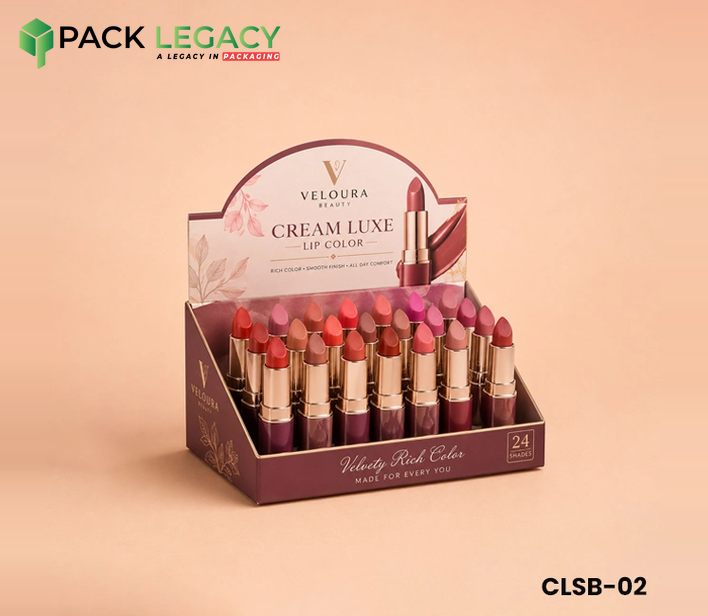 PACK LEGACY
A LEGACY IN PACKAGING
V
VELOURA
BEAUTY
CREAM LUXE
LIP COLOR
RICH COLOR • SMOOTH FINISH • ALL DAY COMFORT
V
VELOURA
BEAUTY
Velvety Rich Color
MADE FOR EVERY YOU
24
SHADES
CLSB-02